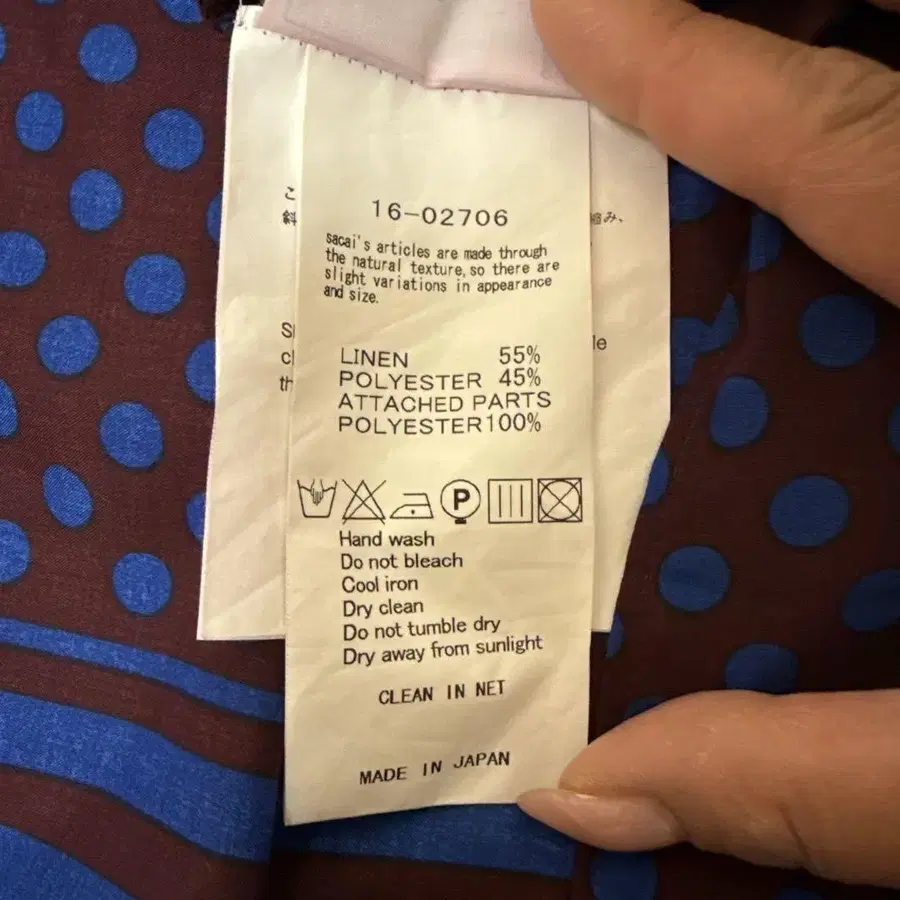 16-02706
sacai's articles are made through
the natural texture, so there are
slight variations in appearance
and size.
LINEN 55%
POLYESTER 45%
ATTACHED PARTS
POLYESTER 100%
P
Hand wash
Do not bleach
Cool iron
Dry clean
Do not tumble dry
Dry away from sunlight
CLEAN IN NET
MADE IN JAPAN